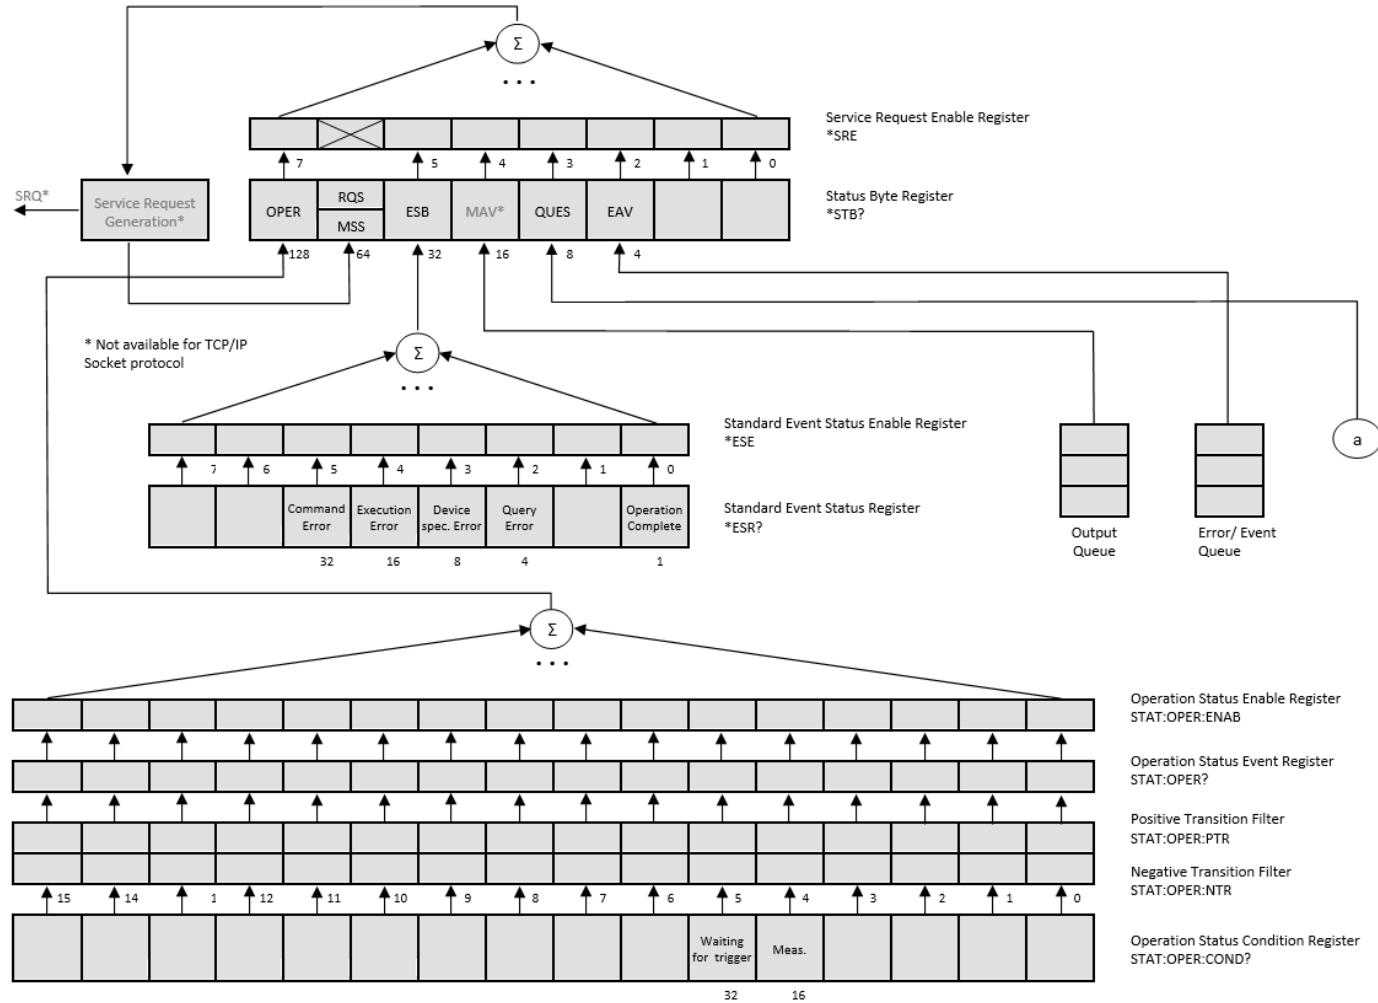 Σ
...
Service Request Enable Register
*SRE
7
5
4
3
2
1
0
SRQ*
Service Request
Generation*
OPER
RQS
MSS
ESB
MAV*
QUES
EAV
Status Byte Register
*STB?
128
64
32
16
8
4
* Not available for TCP/IP
Socket protocol
Σ
...
Standard Event Status Enable Register
*ESE
7
6
5
4
3
2
1
0
a
Command
Error
Execution
Error
Device
spec. Error
Query
Error
Operation
Complete
Standard Event Status Register
*ESR?
32
16
8
4
1
Output
Queue
Error/ Event
Queue
Σ
...
Operation Status Enable Register
STAT:OPER:ENAB
Operation Status Event Register
STAT:OPER?
Positive Transition Filter
STAT:OPER:PTR
Negative Transition Filter
STAT:OPER:NTR
15
14
1
12
11
10
9
8
7
6
5
4
3
2
1
0
Waiting
for trigger
Meas.
Operation Status Condition Register
STAT:OPER:COND?
32
16